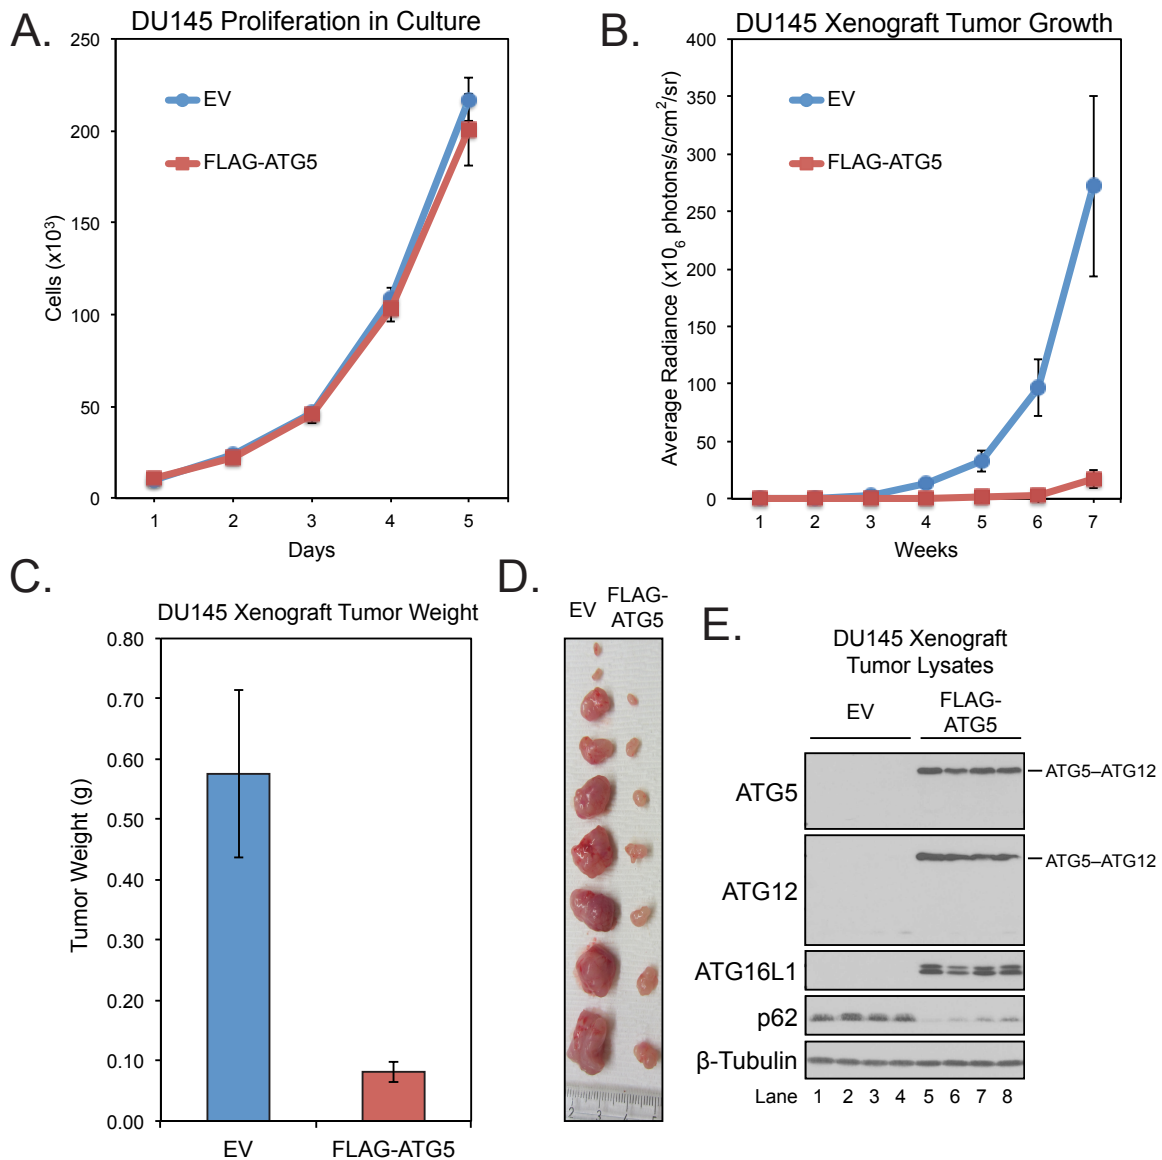 A.
DU145 Proliferation in Culture
250
200
150
100
50
0
Cells (x10³)
EV
FLAG-ATG5
1 2 3 4 5
Days
B.
DU145 Xenograft Tumor Growth
400
350
300
250
200
150
100
50
0
Average Radiance (x10₆ photons/s/cm²/sr)
EV
FLAG-ATG5
1 2 3 4 5 6 7
Weeks
C.
DU145 Xenograft Tumor Weight
0.80
0.70
0.60
0.50
0.40
0.30
0.20
0.10
0.00
Tumor Weight (g)
EV FLAG-ATG5
D.
EV FLAG-
ATG5
2 3 4 5
E.
DU145 Xenograft
Tumor Lysates
EV FLAG-
ATG5
ATG5
ATG5–ATG12
ATG12
ATG5–ATG12
ATG16L1
p62
β-Tubulin
Lane 1 2 3 4 5 6 7 8